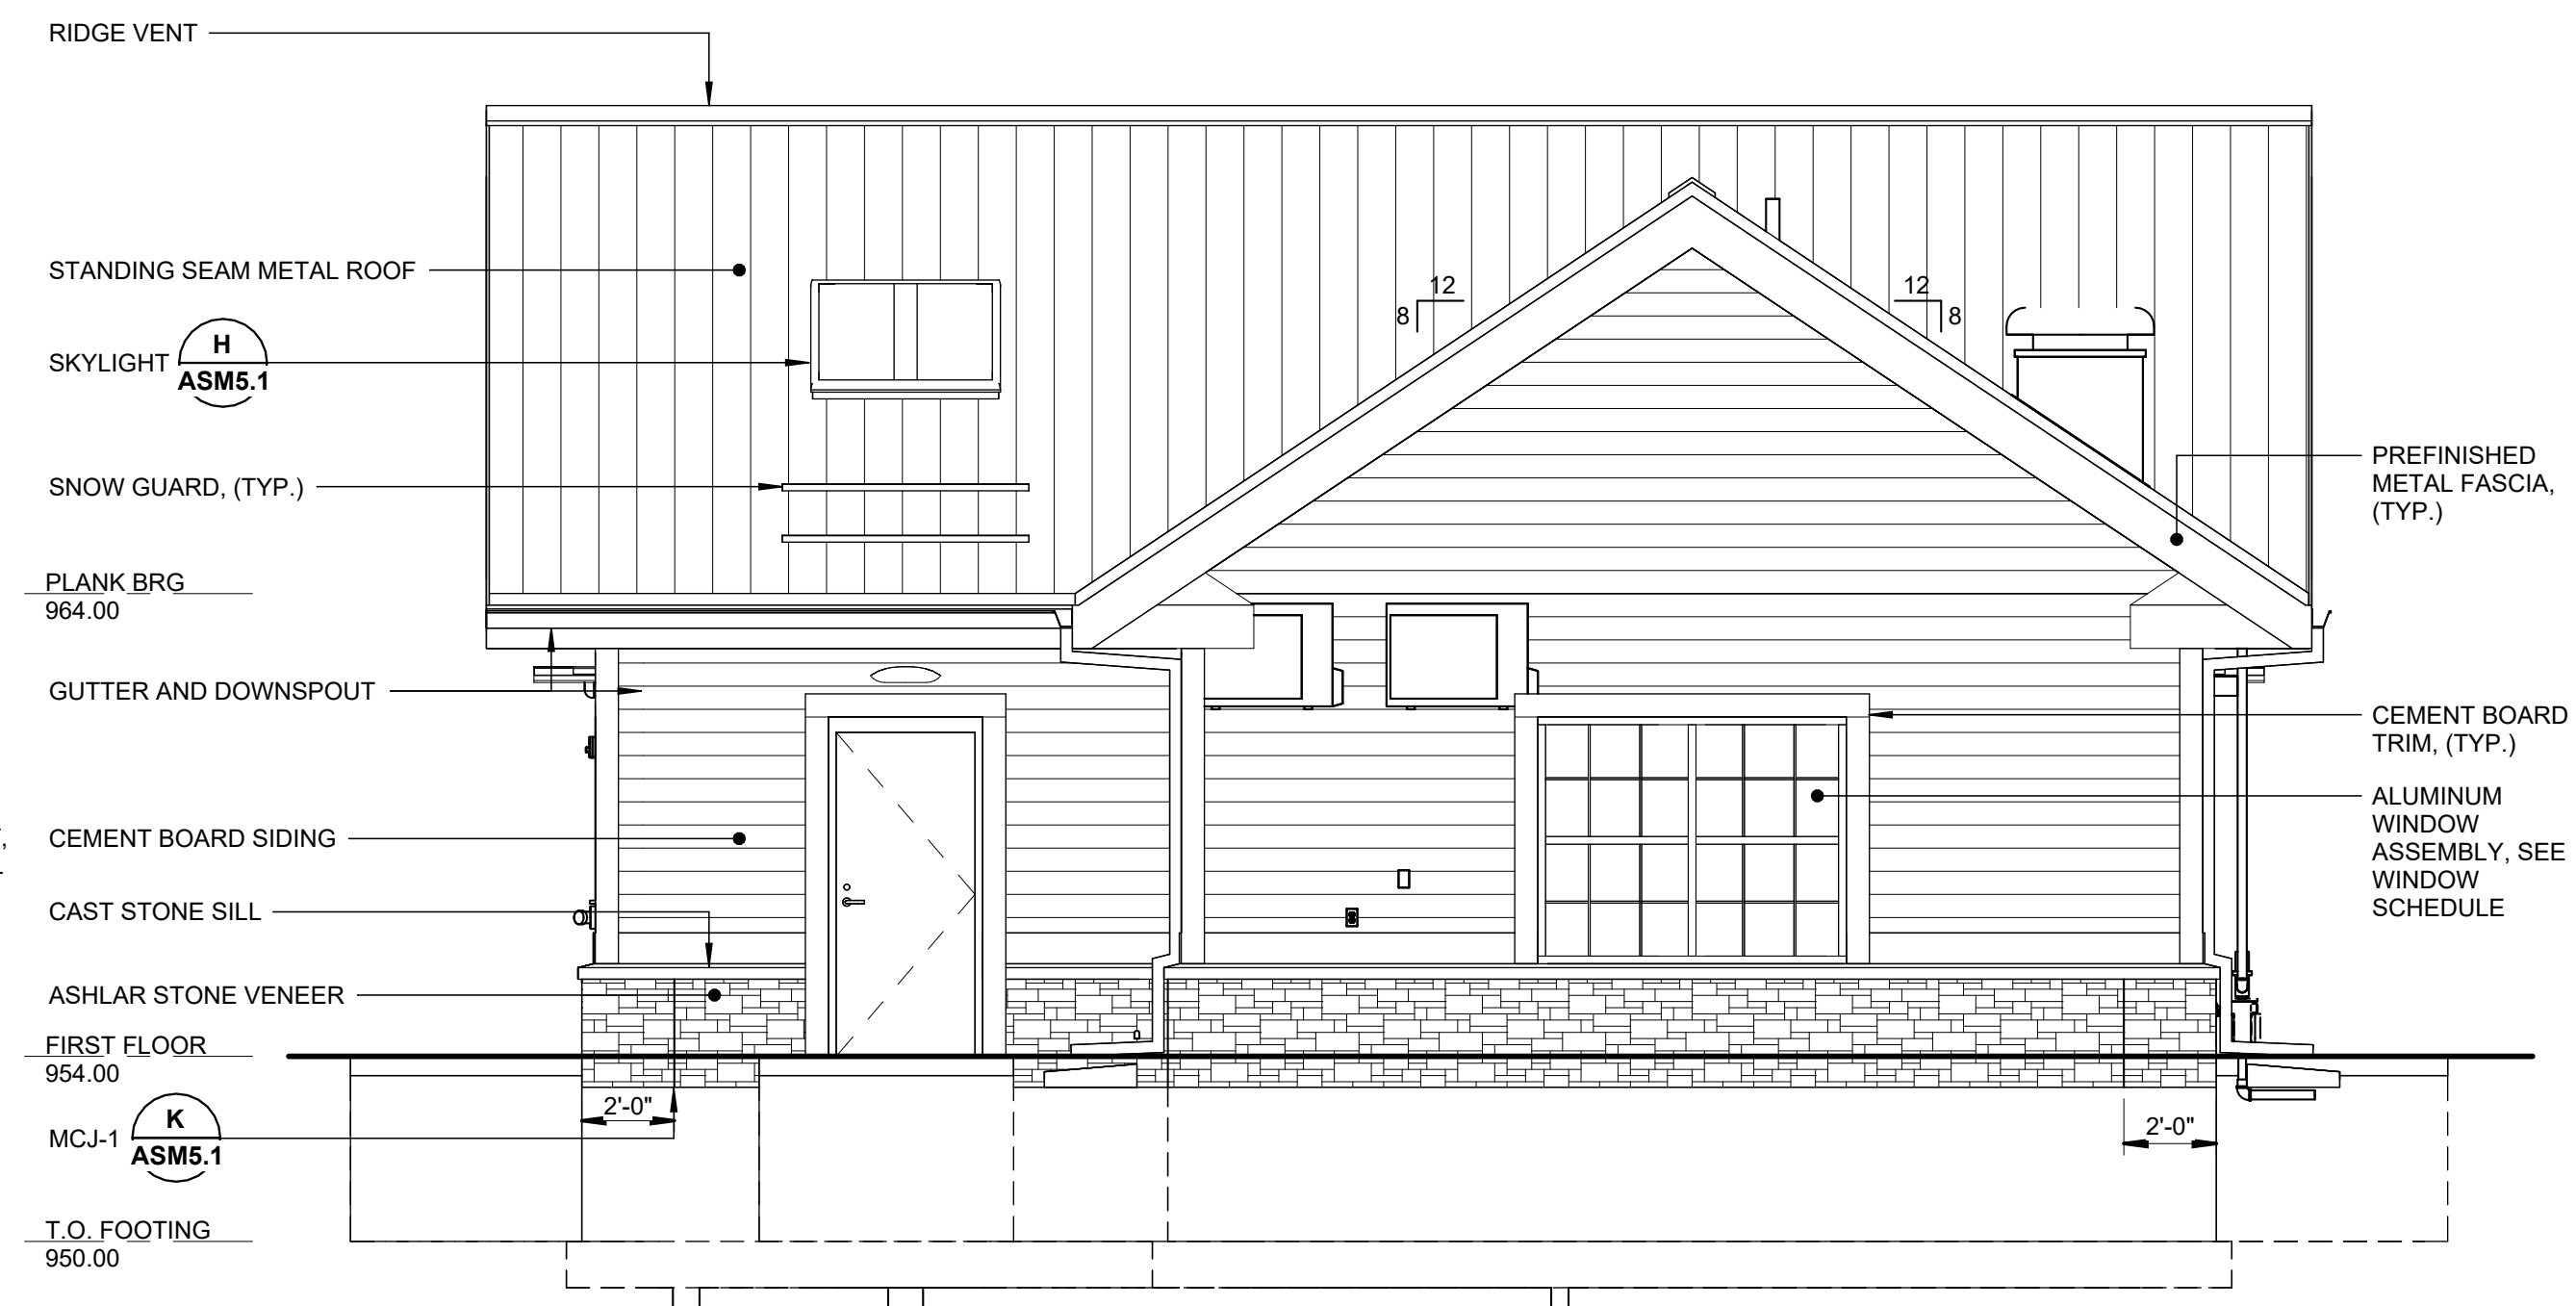 RIDGE VENT
STANDING SEAM METAL ROOF
12
8
12
8
SKYLIGHT
H
ASM5.1
SNOW GUARD, (TYP.)
PREFINISHED
METAL FASCIA,
(TYP.)
PLANK BRG
964.00
GUTTER AND DOWNSPOUT
CEMENT BOARD
TRIM, (TYP.)
ALUMINUM
WINDOW
ASSEMBLY, SEE
WINDOW
SCHEDULE
,
CEMENT BOARD SIDING
CAST STONE SILL
ASHLAR STONE VENEER
FIRST FLOOR
954.00
MCJ-1
K
ASM5.1
2'-0"
2'-0"
T.O. FOOTING
950.00